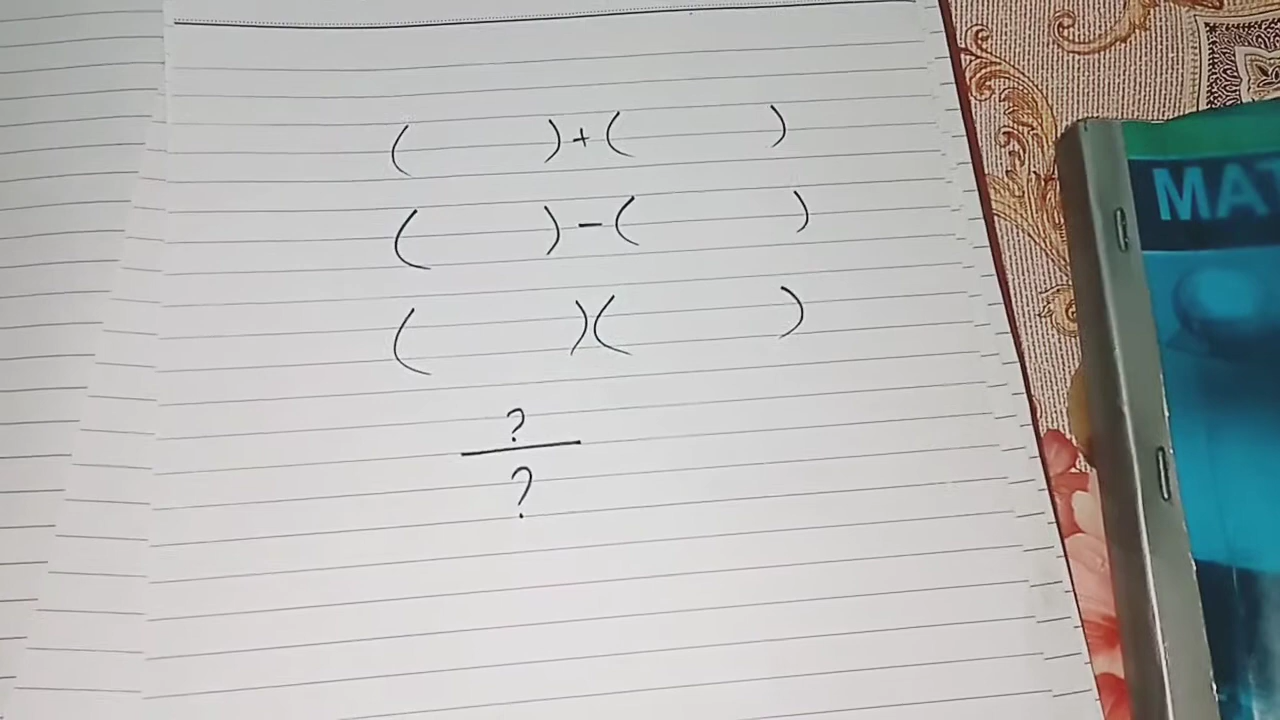 (      ) + (      )
(      ) - (      )
(      )(      )
?
?
MAT